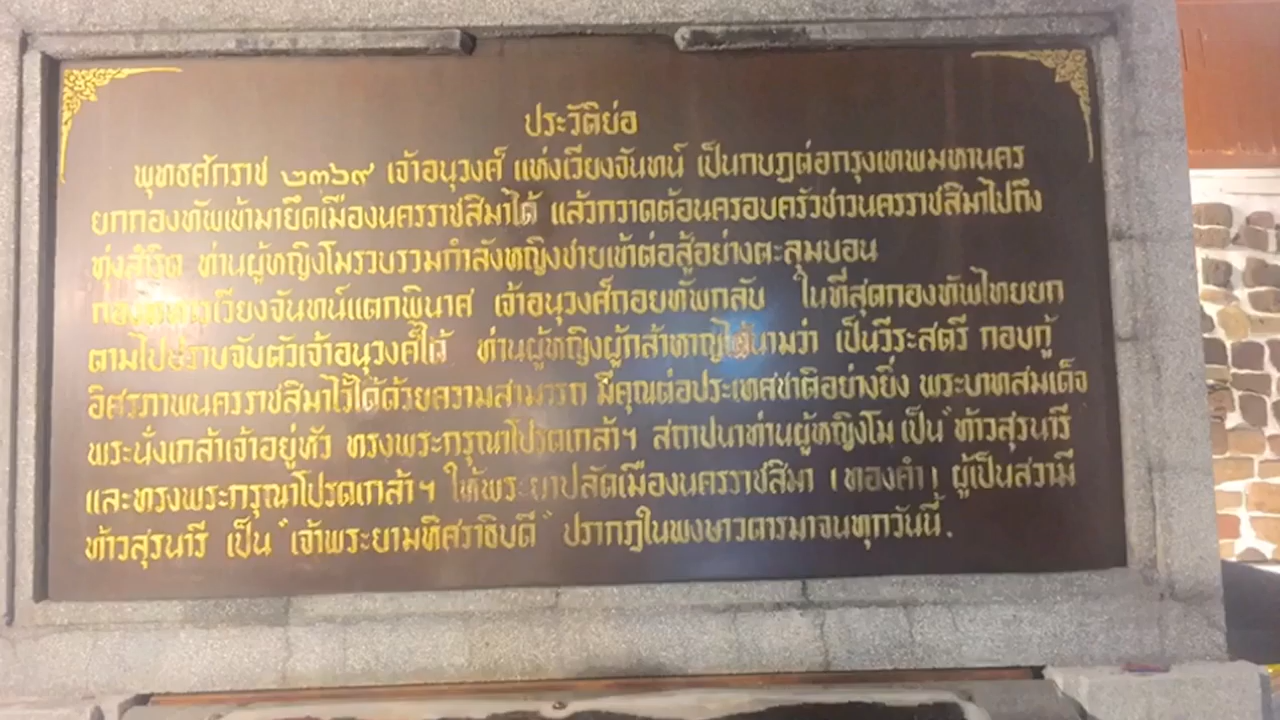 ประวัติย่อ
พุทธศักราช ๒๓๖๙ เจ้าอนุวงศ์ แห่งเวียงจันทน์ เป็นกบฏต่อกรุงเทพมหานคร
ยกกองทัพเข้ามายึดเมืองนครราชสิมาได้ แล้วกวาดต้อนครอบครัวชาวนครราชสิมาไปถึง
ทุ่งสำริด ท่านผู้หญิงโมรวบรวมกำลังหญิงชายเข้าต่อสู้อย่างตะลุมบอน
กองทหารเวียงจันทน์แตกพินาศ เจ้าอนุวงศ์ถอยทัพกลับ ในที่สุดกองทัพไทยยก
ตามไปปราบจับตัวเจ้าอนุวงศ์ได้ ท่านผู้หญิงผู้กล้าหาญได้นามว่า เป็นวีระสตรี กอบกู้
อิศรภาพนครราชสิมาไว้ได้ด้วยความสามารถ มีคุณต่อประเทศชาติอย่างยิ่ง พระบาทสมเด็จ
พระนั่งเกล้าเจ้าอยู่หัว ทรงพระกรุณาโปรดเกล้าฯ สถาปนาท่านผู้หญิงโม เป็น "ท้าวสุรนารี"
และทรงพระกรุณาโปรดเกล้าฯ ให้พระยาปลัดเมืองนครราชสิมา (ทองคำ) ผู้เป็นสวามี
ท้าวสุรนารี เป็น "เจ้าพระยามหิศราธิบดี" ปรากฏในพงษาวดารมาจนทุกวันนี้.